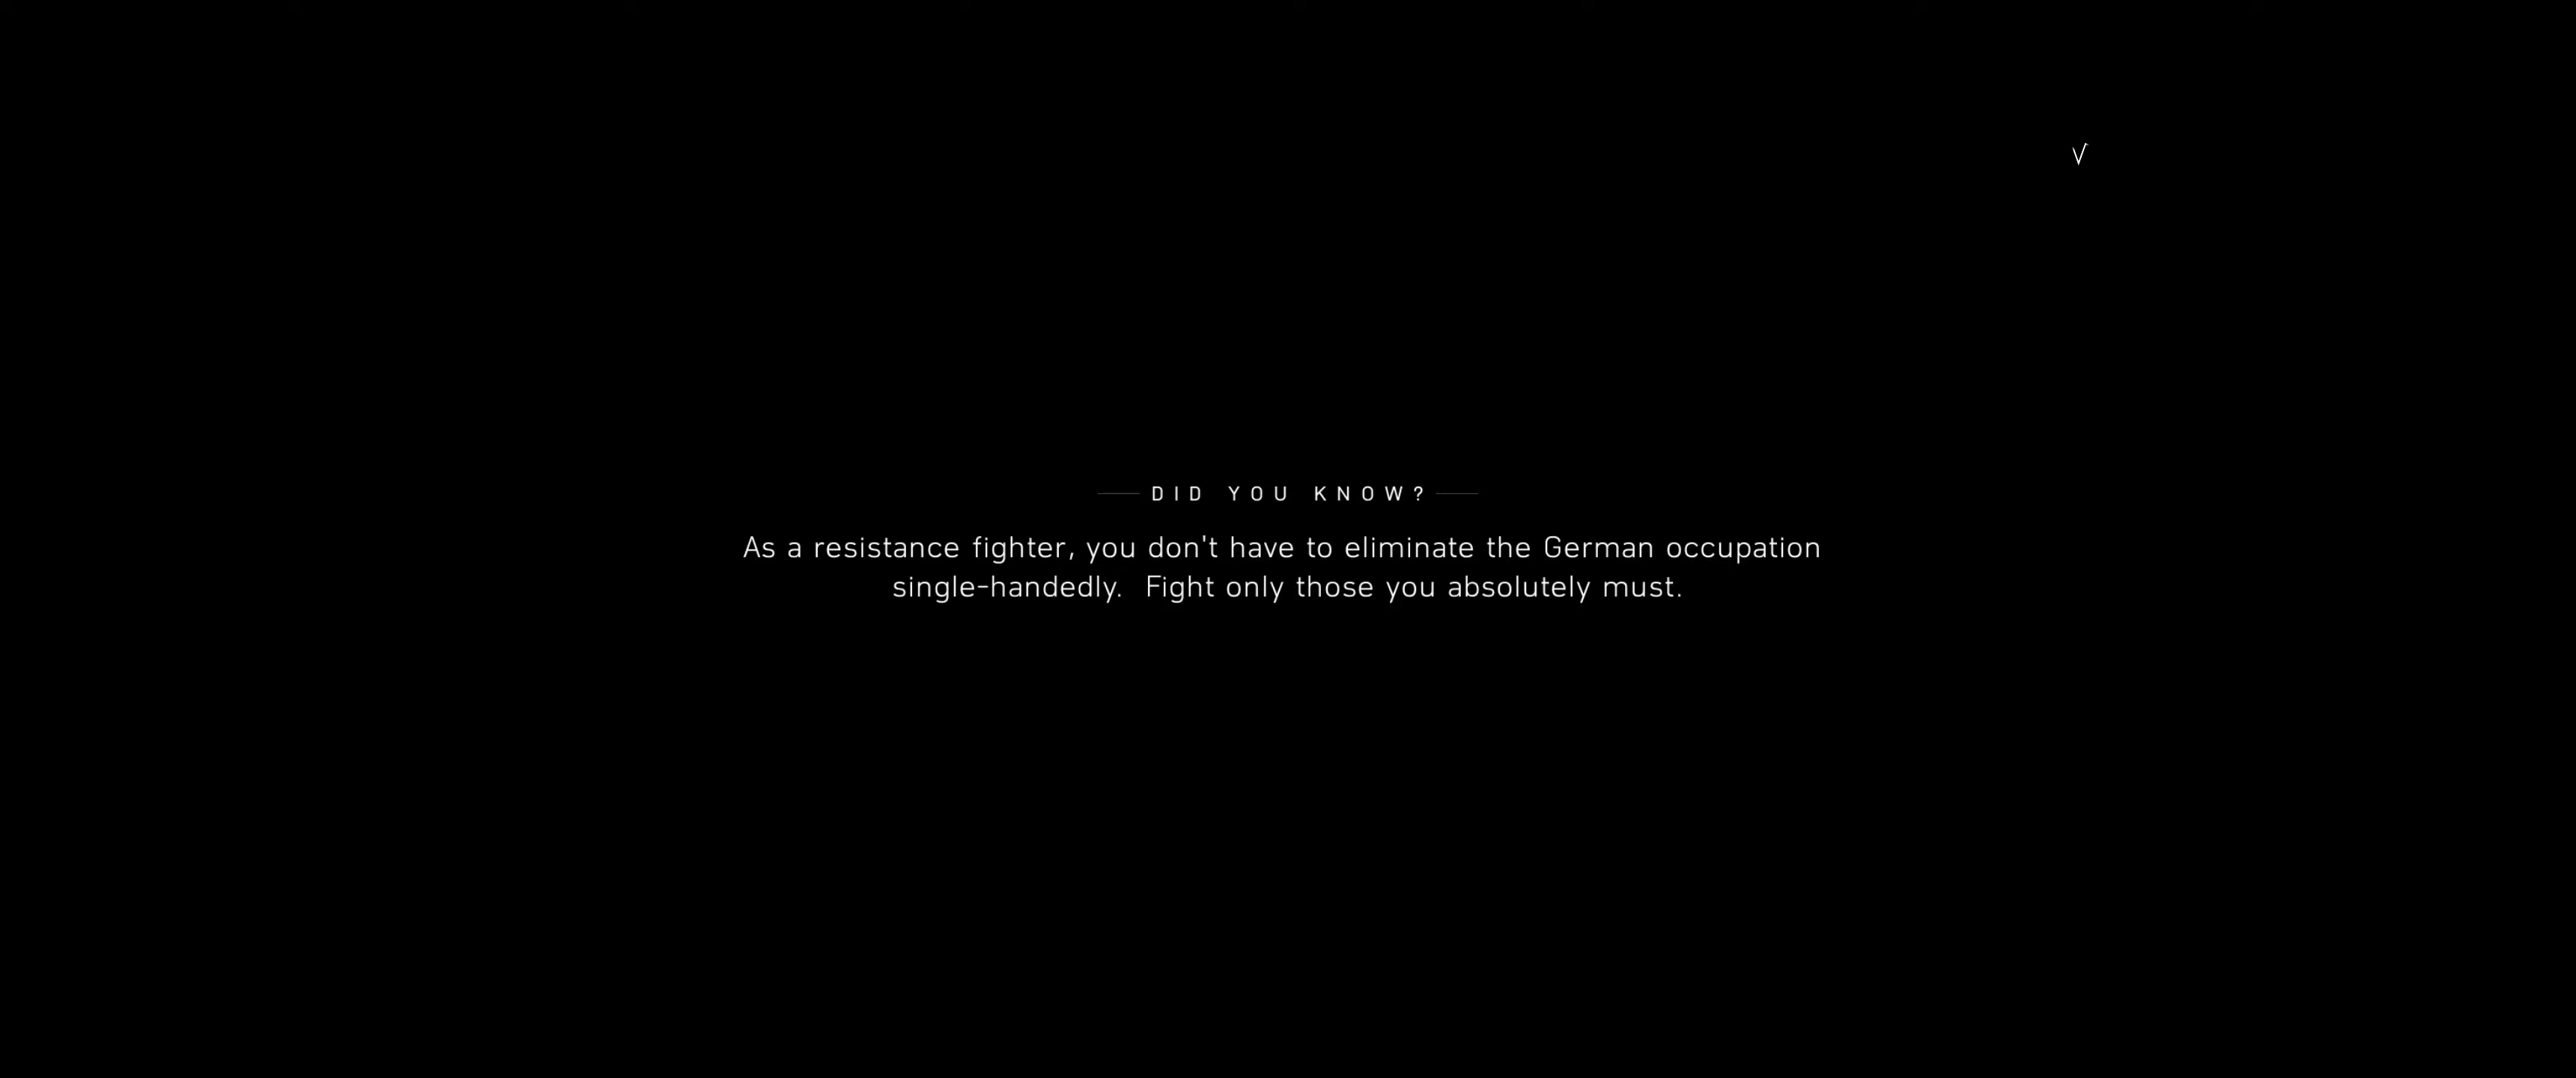 DID YOU KNOW?
As a resistance fighter, you don't have to eliminate the German occupation
single-handedly.  Fight only those you absolutely must.